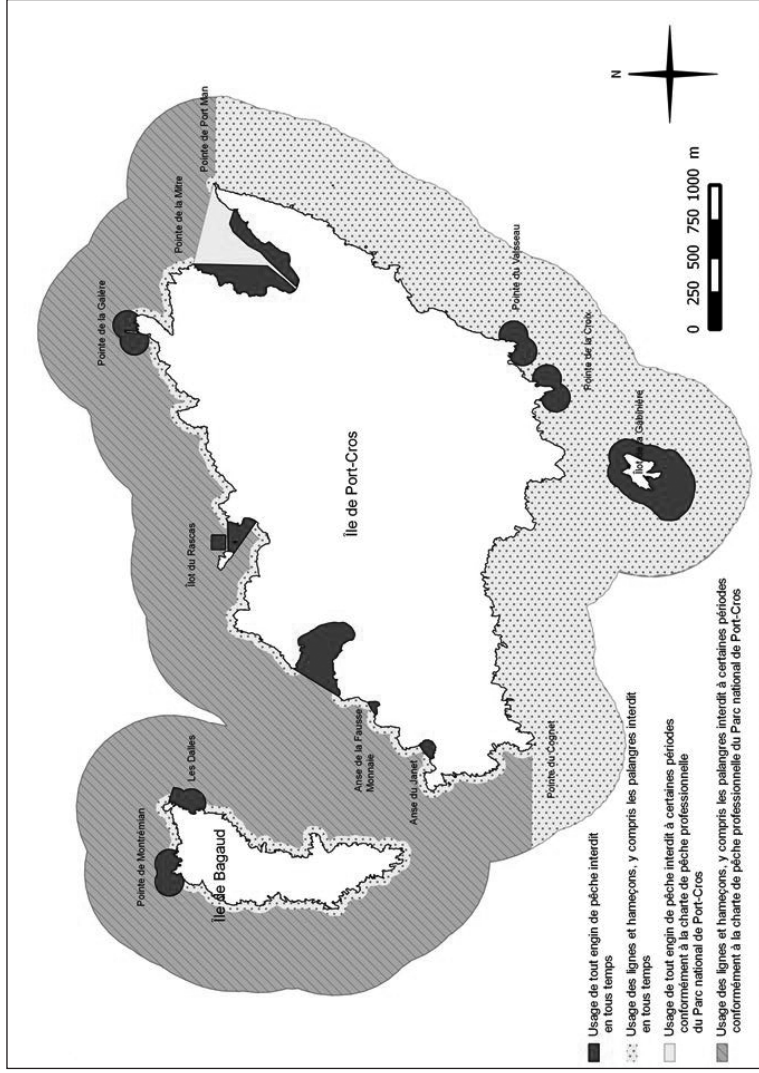 N
Pointe de Port Man
Pointe de la Mitre
Pointe de la Galère
Îlot du Rascas
Les Dalles
Pointe de Montrémian
Île de Bagaud
Île de Port-Cros
Anse de la Fausse
Monnaie
Anse du Janet
Pointe du Cognet
Pointe du Vaisseau
Pointe de la Croix
Îlot de la Gabinière
0 250 500 750 1000 m
Usage de tout engin de pêche interdit
en tous temps
Usage des lignes et hameçons, y compris les palangres interdit
en tous temps
Usage de tout engin de pêche interdit à certaines périodes
conformément à la charte de pêche professionnelle
du Parc national de Port-Cros
Usage des lignes et hameçons, y compris les palangres interdit à certaines périodes
conformément à la charte de pêche professionnelle du Parc national de Port-Cros